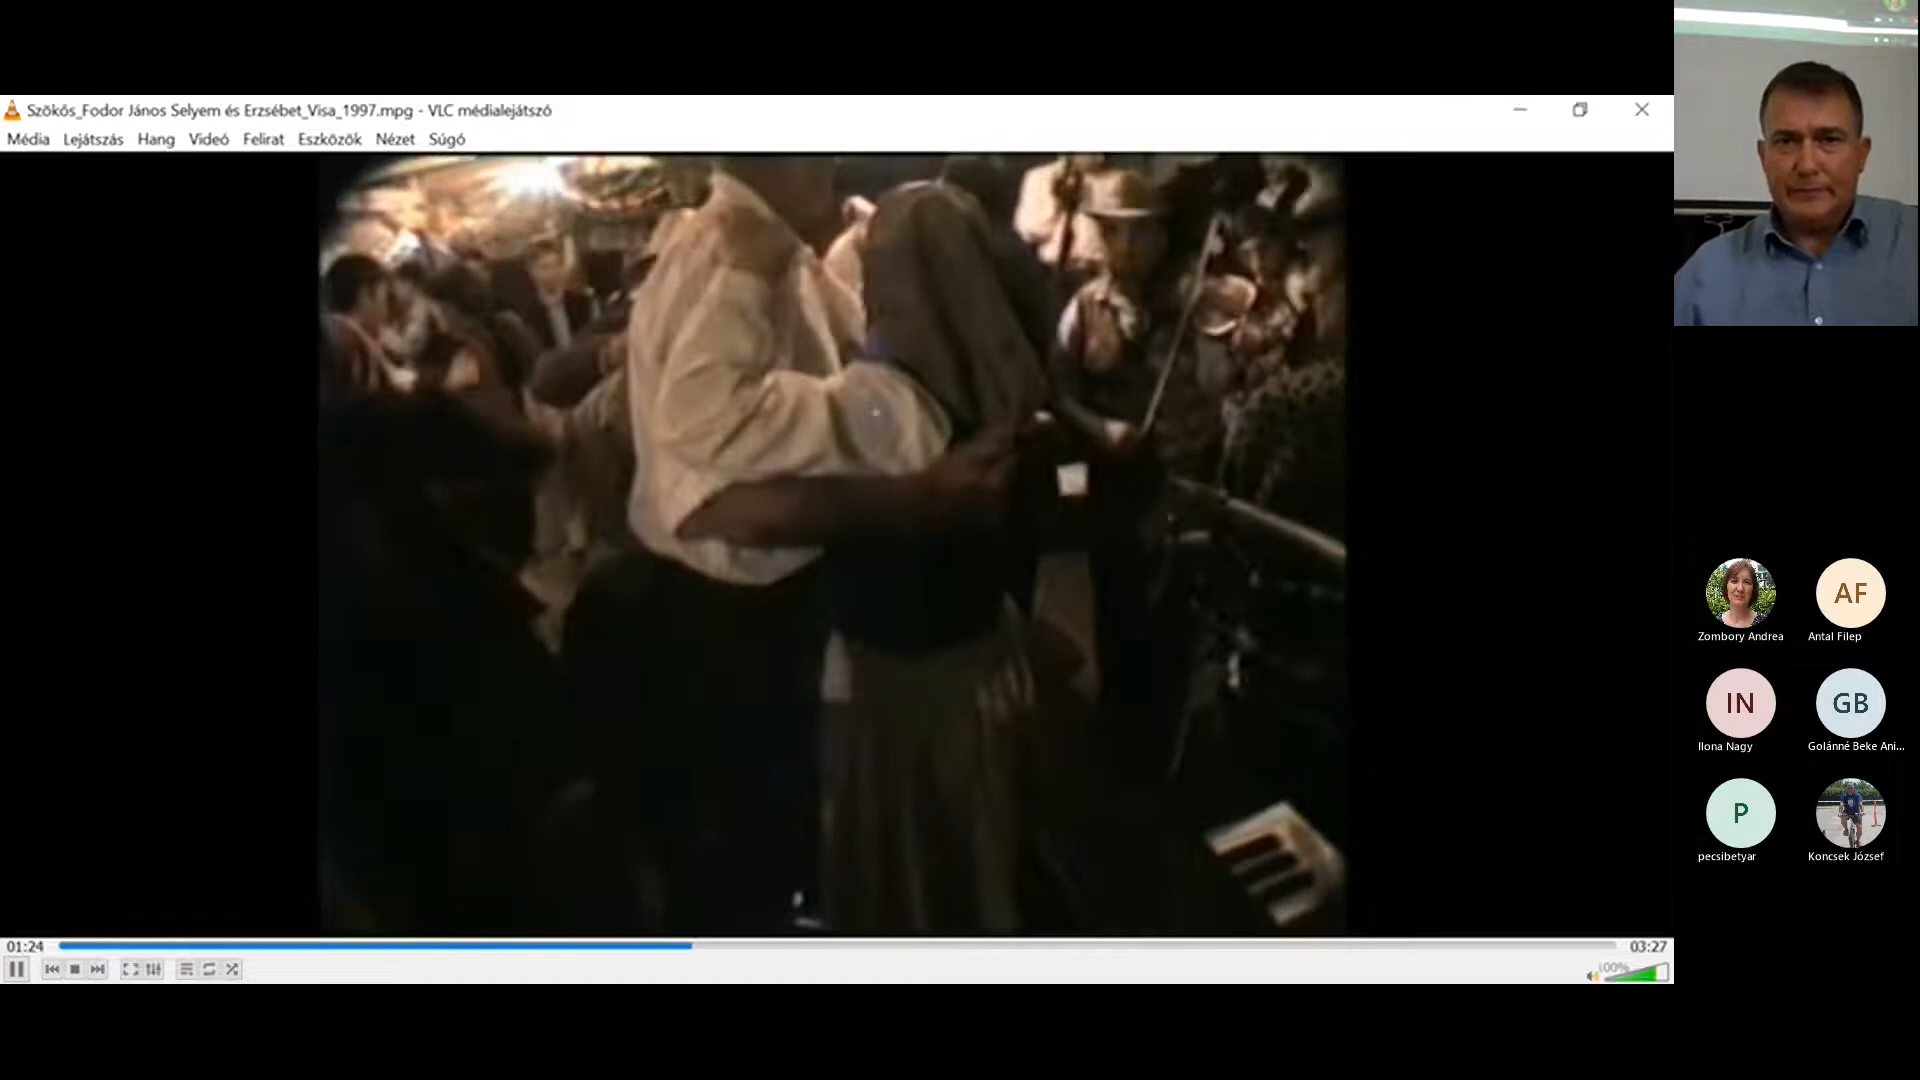 Szökős_Fodor János Selyem és Erzsébet_Visa_1997.mpg - VLC médialejátszó
Média Lejátszás Hang Videó Felirat Eszközök Nézet Súgó
01:24
03:27
100%
AF
Zombory Andrea
Antal Filep
IN
GB
Ilona Nagy
Golánné Beke Ani...
P
pecsibetyar
Koncsek József